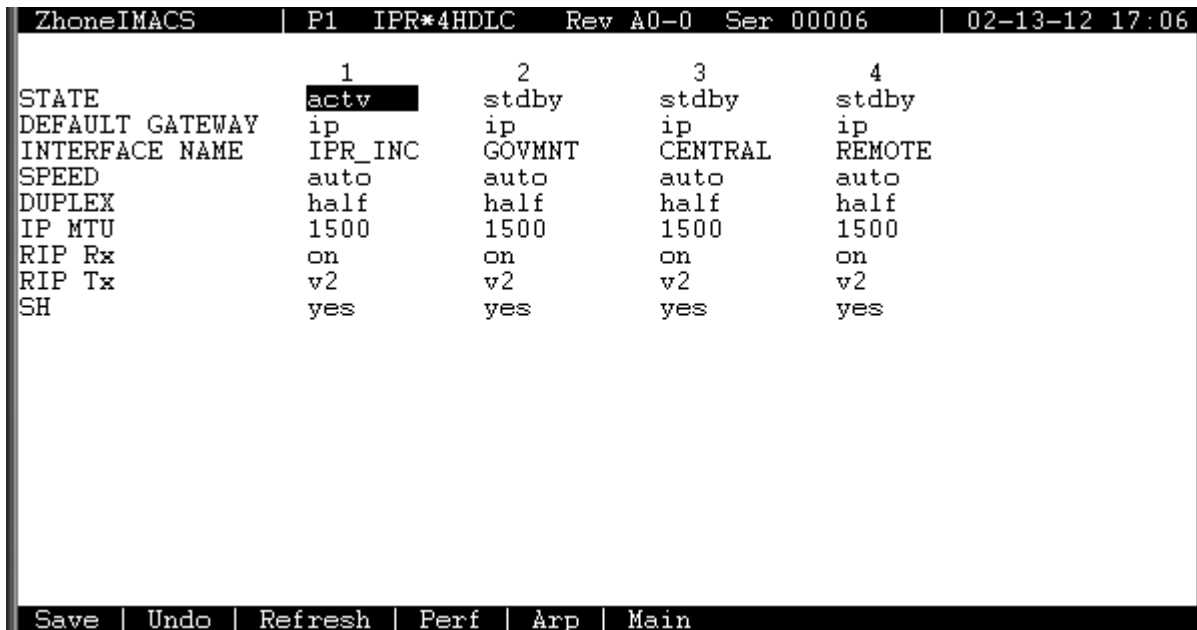 ZhoneIMACS | P1 IPR*4HDLC Rev A0-0 Ser 00006 | 02-13-12 17:06
1 2 3 4
STATE actv stdby stdby stdby
DEFAULT GATEWAY ip ip ip ip
INTERFACE NAME IPR_INC GOVMNT CENTRAL REMOTE
SPEED auto auto auto auto
DUPLEX half half half half
IP MTU 1500 1500 1500 1500
RIP Rx on on on on
RIP Tx v2 v2 v2 v2
SH yes yes yes yes
Save | Undo | Refresh | Perf | Arp | Main